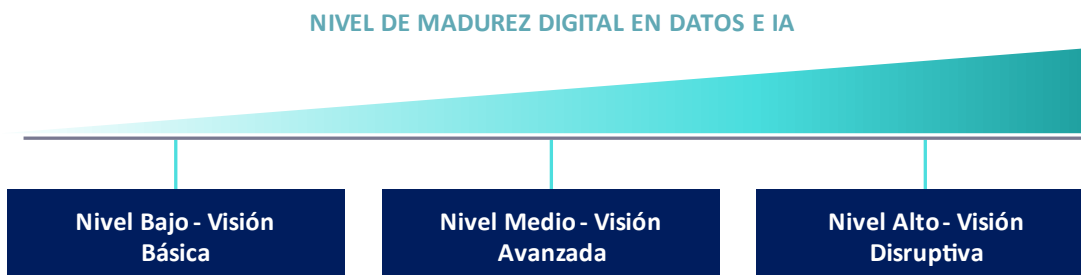 NIVEL DE MADUREZ DIGITAL EN DATOS E IA
Nivel Bajo - Visión
Básica
Nivel Medio - Visión
Avanzada
Nivel Alto - Visión
Disruptiva